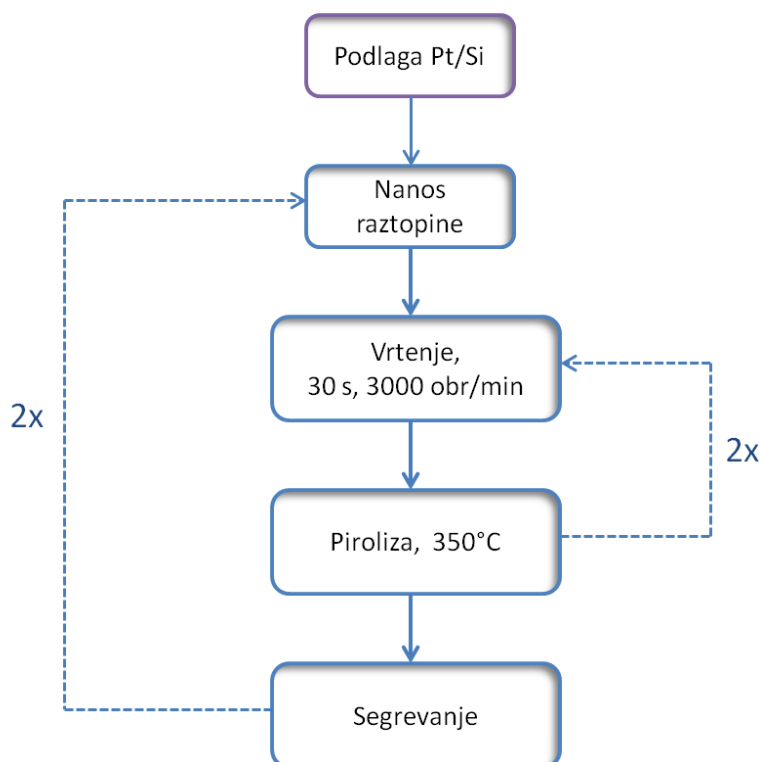 Podlaga Pt/Si
Nanos
raztopine
Vrtenje,
30 s, 3000 obr/min
2x
2x
Piroliza,  350°C
Segrevanje